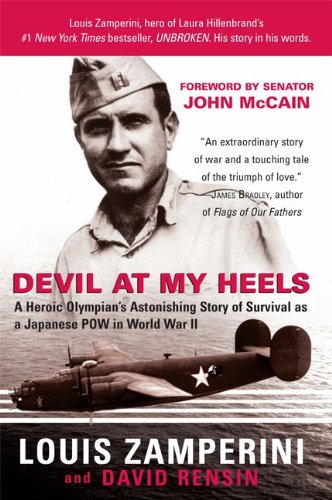 Louis Zamperini, hero of Laura Hillenbrand's
#1 New York Times bestseller, UNBROKEN. His story in his words.
FOREWORD BY SENATOR
JOHN McCAIN
"An extraordinary story
of war and a touching tale
of the triumph of love."
—JAMES BRADLEY, author
of Flags of Our Fathers
DEVIL AT MY HEELS
A Heroic Olympian's Astonishing Story of Survival as
a Japanese POW in World War II
LOUIS ZAMPERINI
and DAVID RENSIN